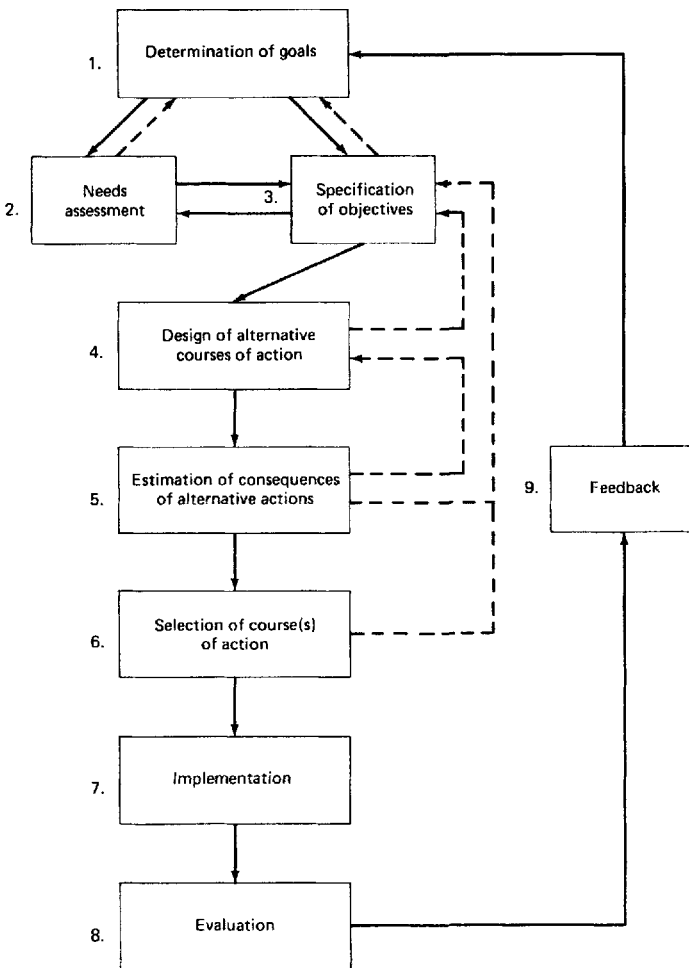 1.
Determination of goals
2.
Needs
assessment
3.
Specification
of objectives
4.
Design of alternative
courses of action
5.
Estimation of consequences
of alternative actions
6.
Selection of course(s)
of action
7.
Implementation
8.
Evaluation
9.
Feedback